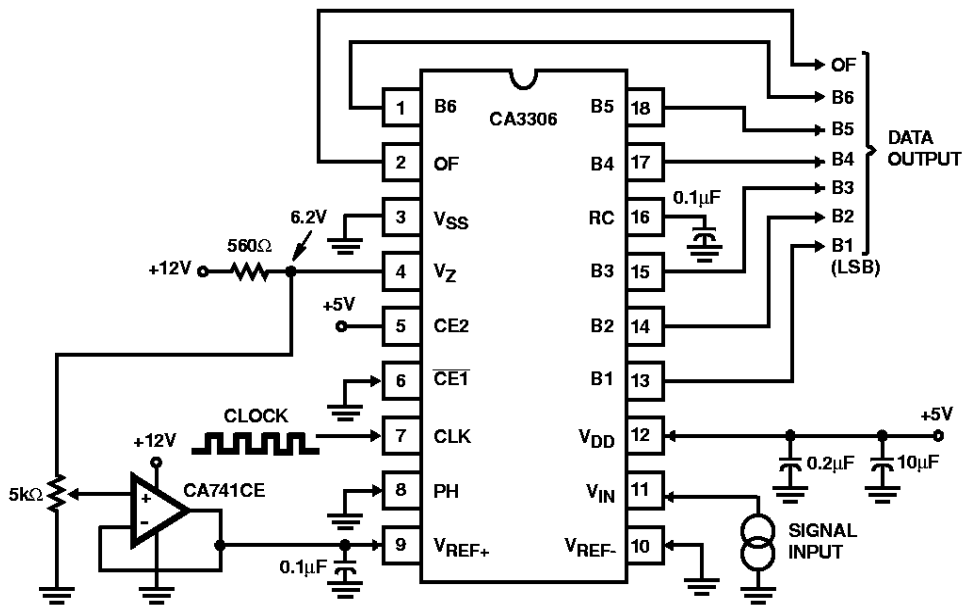 OF
B6
B5
B4
B3
B2
B1
(LSB)
DATA
OUTPUT
CA3306
1 B6
2 OF
3 VSS
4 VZ
5 CE2
6 CE1
7 CLK
8 PH
9 VREF+
B5 18
B4 17
RC 16
B3 15
B2 14
B1 13
VDD 12
VIN 11
VREF- 10
6.2V
560Ω
+12V
+5V
CLOCK
+12V
5kΩ
CA741CE
+
-
0.1µF
0.1µF
+5V
0.2µF
10µF
SIGNAL
INPUT